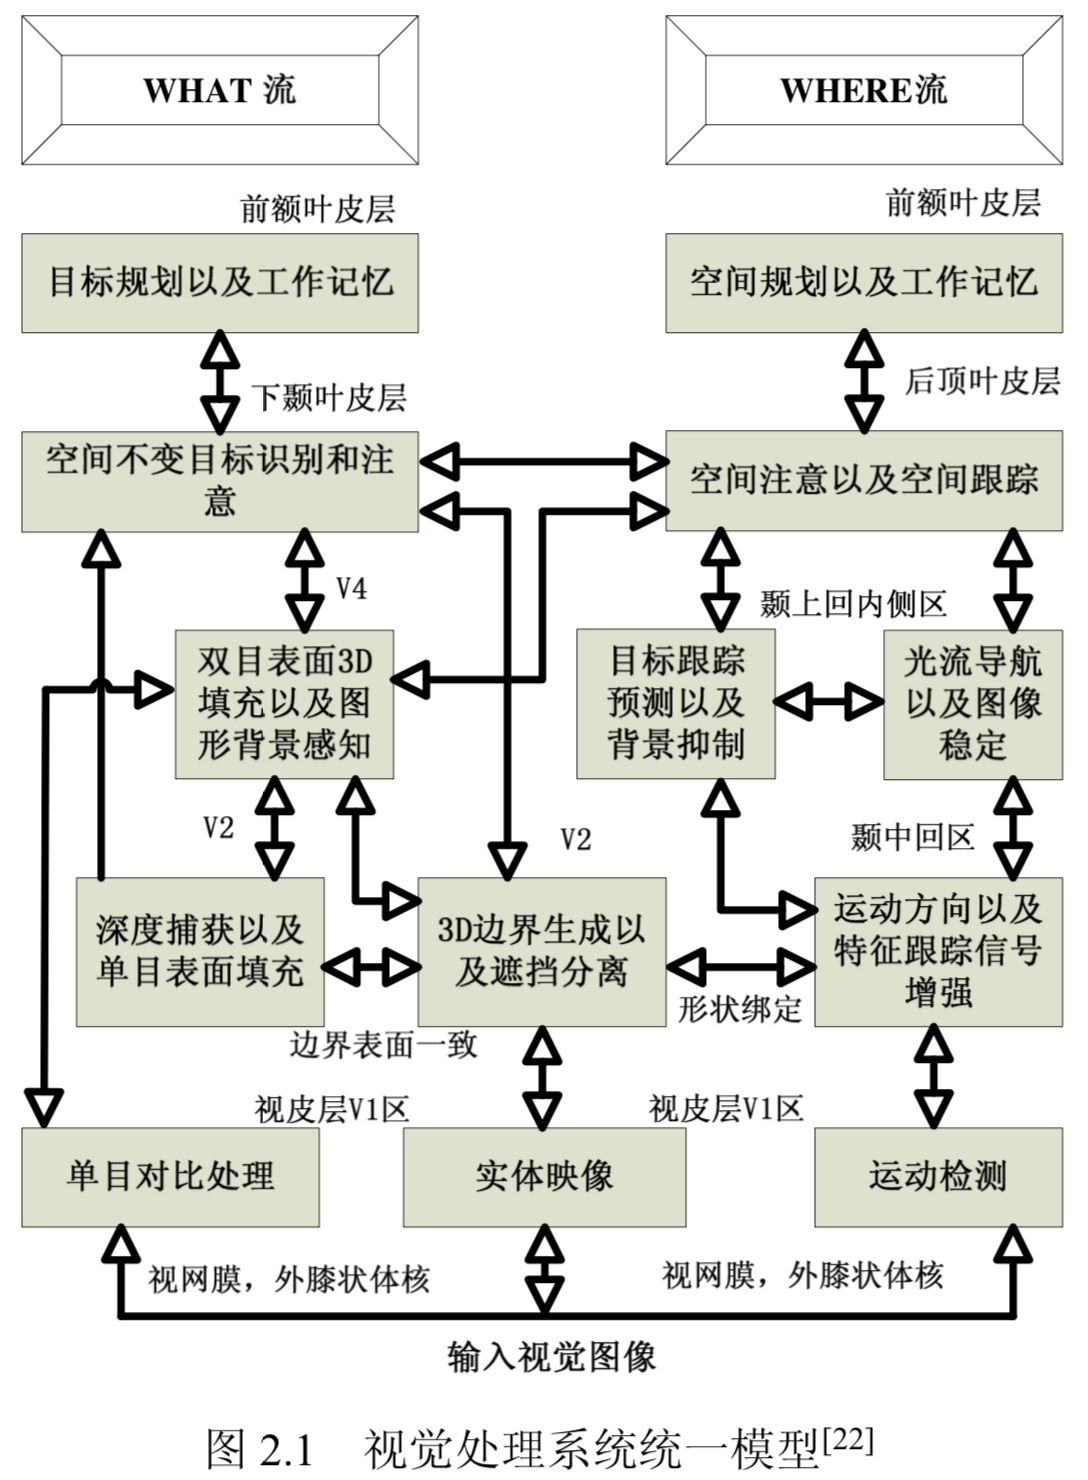 WHAT 流
WHERE流
前额叶皮层
前额叶皮层
目标规划以及工作记忆
空间规划以及工作记忆
下颞叶皮层
后顶叶皮层
空间不变目标识别和注
意
空间注意以及空间跟踪
V4
颞上回内侧区
双目表面3D
填充以及图
形背景感知
目标跟踪
预测以及
背景抑制
光流导航
以及图像
稳定
V2
V2
颞中回区
深度捕获以及
单目表面填充
3D边界生成以
及遮挡分离
运动方向以及
特征跟踪信号
增强
形状绑定
边界表面一致
视皮层V1区
视皮层V1区
单目对比处理
实体映像
运动检测
视网膜，外膝状体核
视网膜，外膝状体核
输入视觉图像
图 2.1 视觉处理系统统一模型[22]